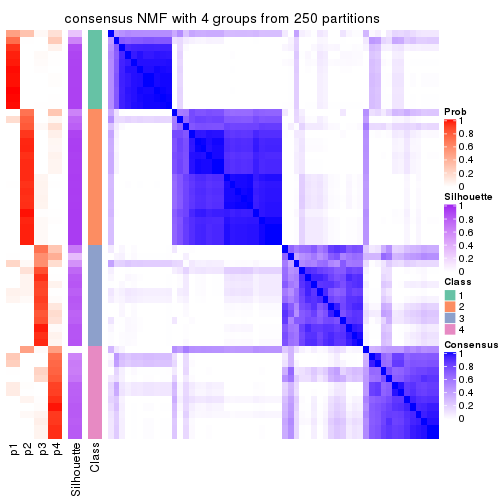 consensus NMF with 4 groups from 250 partitions
Prob
1
0.8
0.6
0.4
0.2
0
Silhouette
1
0.8
0.6
0.4
0.2
0
Class
1
2
3
4
Consensus
1
0.8
0.6
0.4
0.2
0
p1
p2
p3
p4
Silhouette
Class